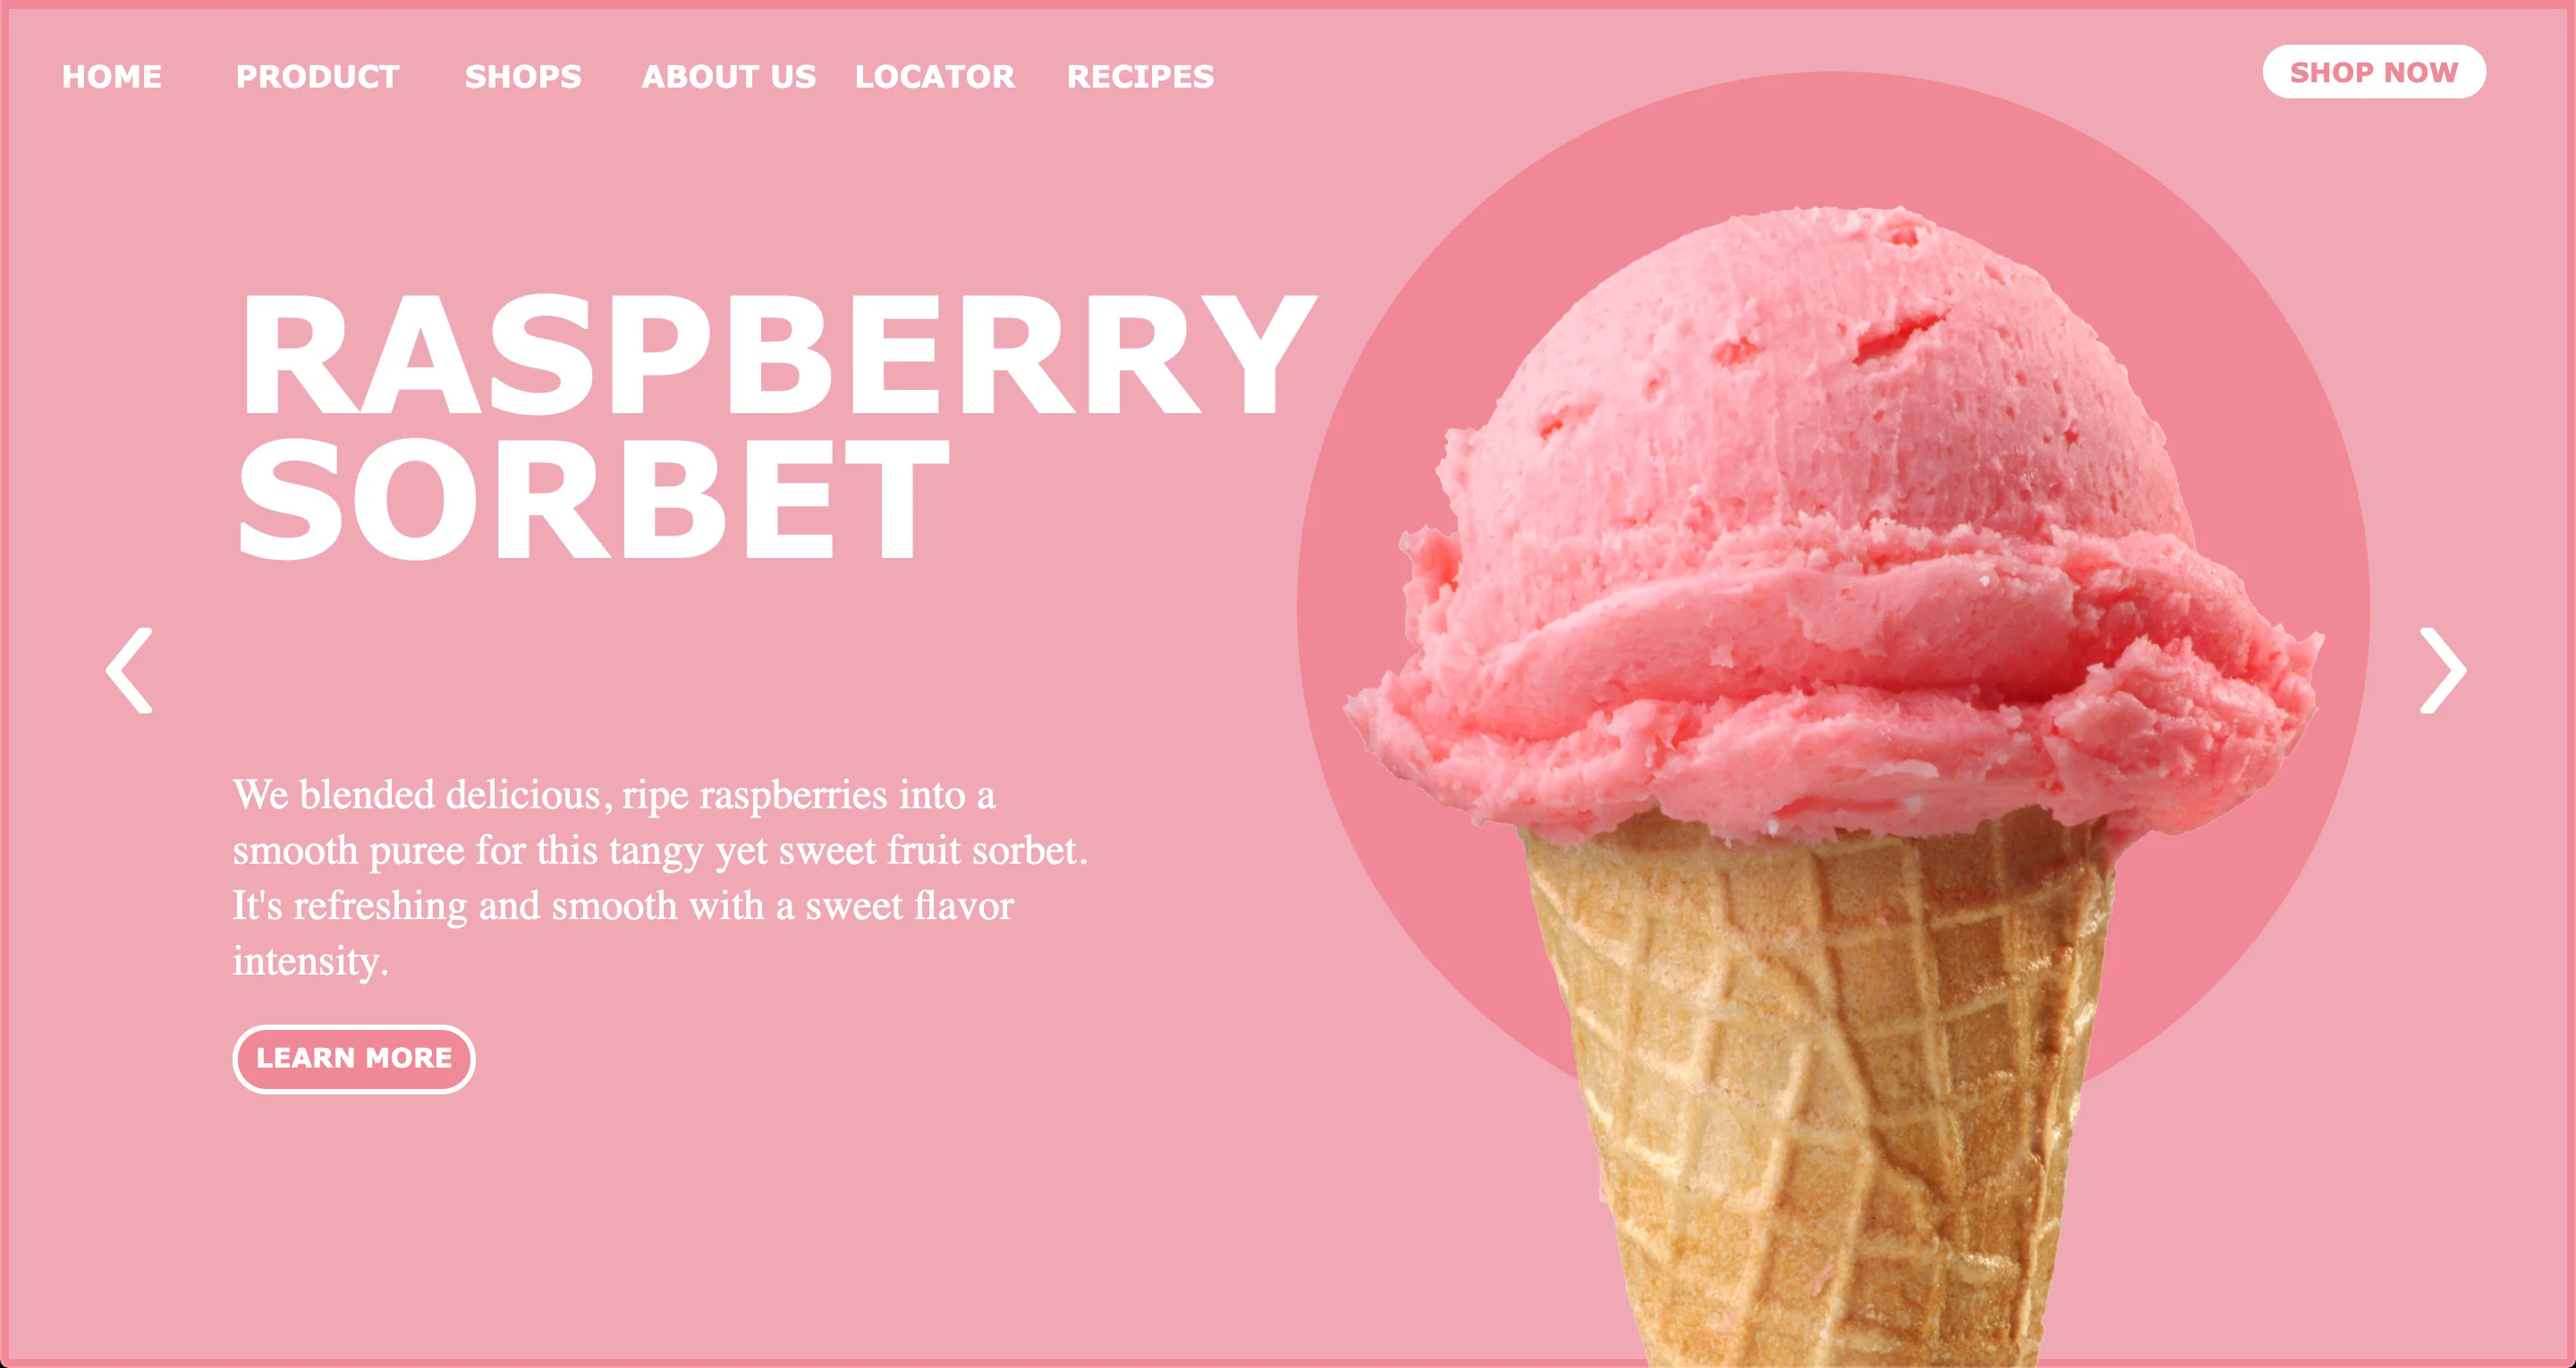 HOME PRODUCT SHOPS ABOUT US LOCATOR RECIPES SHOP NOW
RASPBERRY
SORBET
We blended delicious, ripe raspberries into a
smooth puree for this tangy yet sweet fruit sorbet.
It's refreshing and smooth with a sweet flavor
intensity.
LEARN MORE